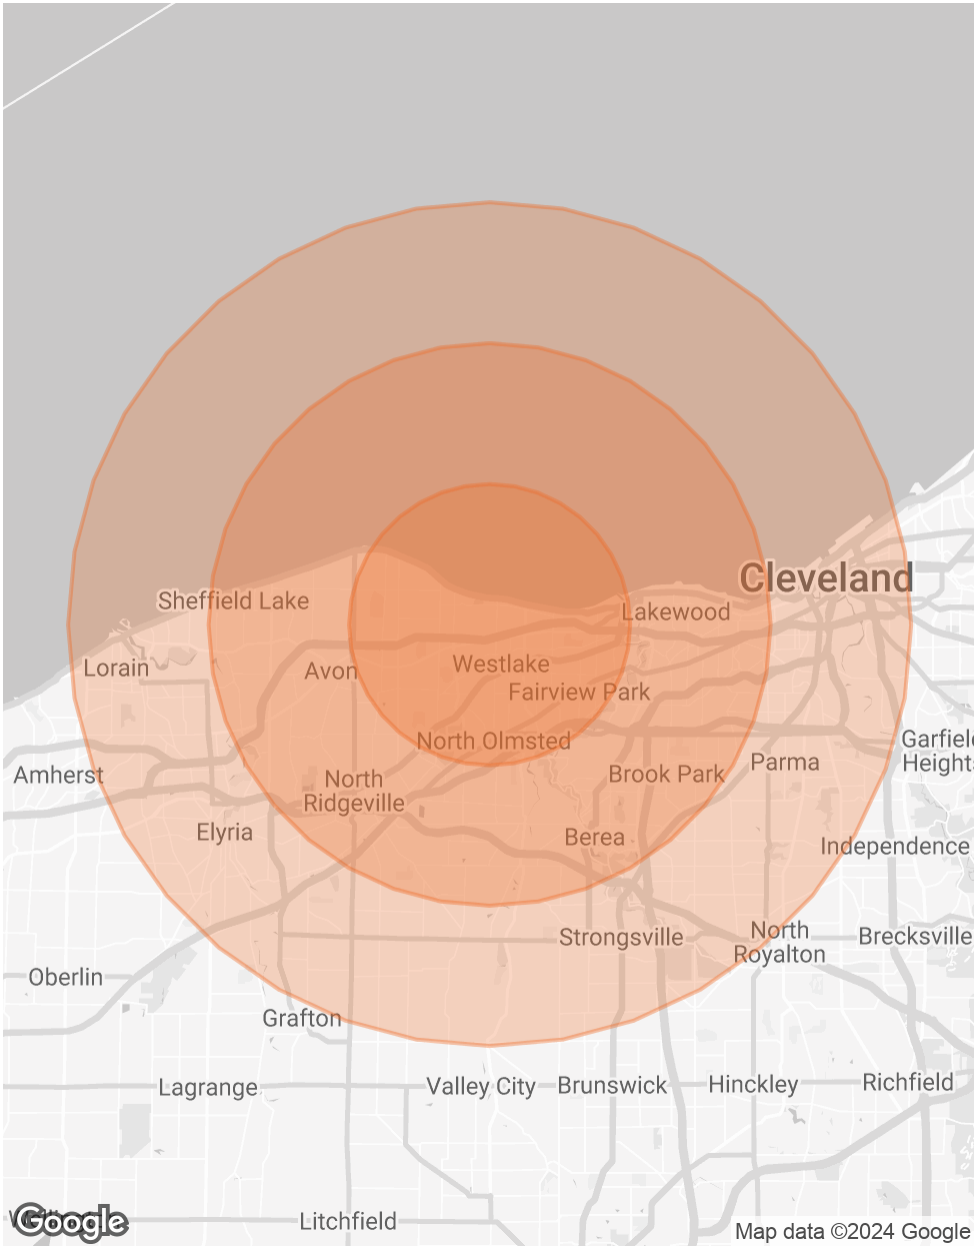 Cleveland
Sheffield Lake
Lakewood
Lorain
Avon
Westlake
Fairview Park
North Olmsted
Garfiel
Height
Amherst
North
Ridgeville
Brook Park
Parma
Elyria
Berea
Independence
Strongsville
North
Royalton
Brecksville
Oberlin
Grafton
Lagrange
Valley City
Brunswick
Hinckley
Richfield
Google
Litchfield
Map data ©2024 Google